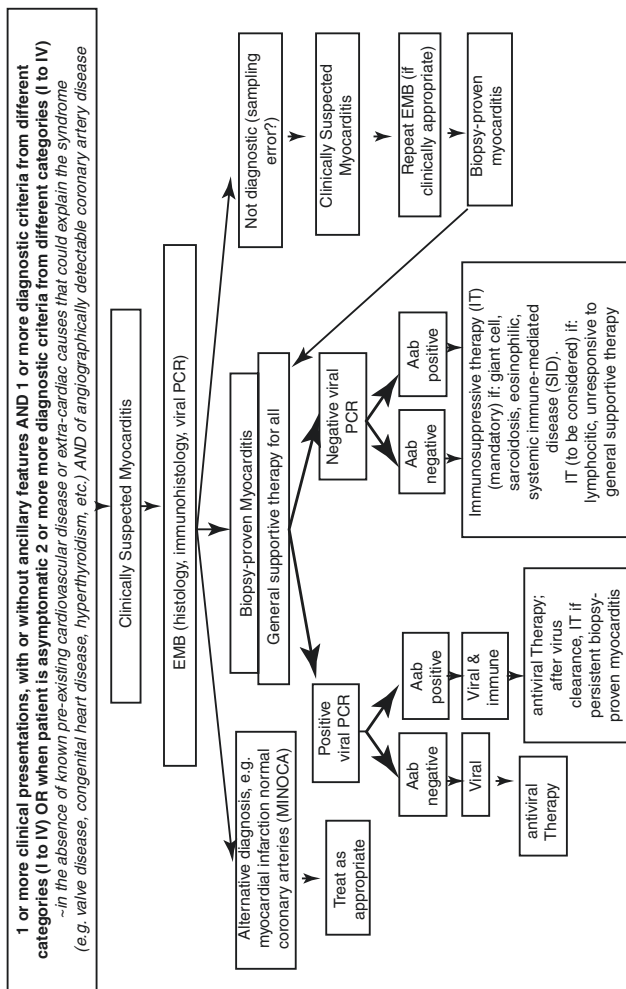 1 or more clinical presentations, with or without ancillary features AND 1 or more diagnostic criteria from different
categories (I to IV) OR when patient is asymptomatic 2 or more more diagnostic criteria from different categories (I to IV)
~in the absence of known pre-existing cardiovascular disease or extra-cardiac causes that could explain the syndrome
(e.g. valve disease, congenital heart disease, hyperthyroidism, etc.) AND of angiographically detectable coronary artery disease
Clinically Suspected Myocarditis
EMB (histology, immunohistology, viral PCR)
Alternative diagnosis, e.g.
myocardial infarction normal
coronary arteries (MINOCA)
Treat as
appropriate
Biopsy-proven Myocarditis
General supportive therapy for all
Positive
viral PCR
Aab
negative
Viral
antiviral
Therapy
Aab
positive
Viral &
immune
antiviral Therapy;
after virus
clearance, IT if
persistent biopsy-
proven myocarditis
Negative viral
PCR
Aab
negative
Aab
positive
Immunosuppressive therapy (IT)
(mandatory) if: giant cell,
sarcoidosis, eosinophilic,
systemic immune-mediated
disease (SID).
IT (to be considered) if:
lymphocitic, unresponsive to
general supportive therapy
Not diagnostic (sampling
error?)
Clinically Suspected
Myocarditis
Repeat EMB (if
clinically appropriate)
Biopsy-proven
myocarditis